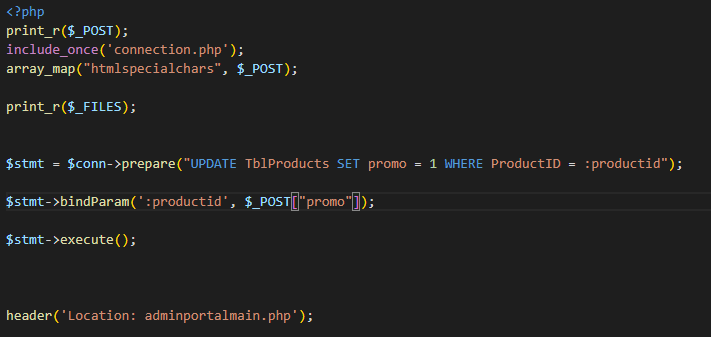 <?php
print_r($_POST);
include_once('connection.php');
array_map("htmlspecialchars", $_POST);
print_r($_FILES);
$stmt = $conn->prepare("UPDATE TblProducts SET promo = 1 WHERE ProductID = :productid");
$stmt->bindParam(':productid', $_POST["promo"]);
$stmt->execute();
header('Location: adminportalmain.php');